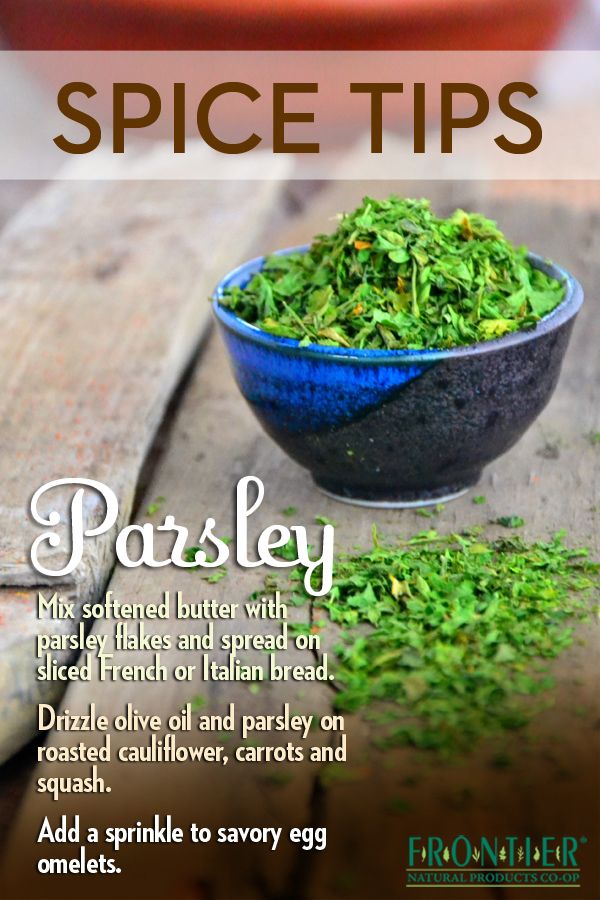 SPICE TIPS
Parsley
Mix softened butter with
parsley flakes and spread on
sliced French or Italian bread.
Drizzle olive oil and parsley on
roasted cauliflower, carrots and
squash.
Add a sprinkle to savory egg
omelets.
FRONTIER®
NATURAL PRODUCTS CO-OP